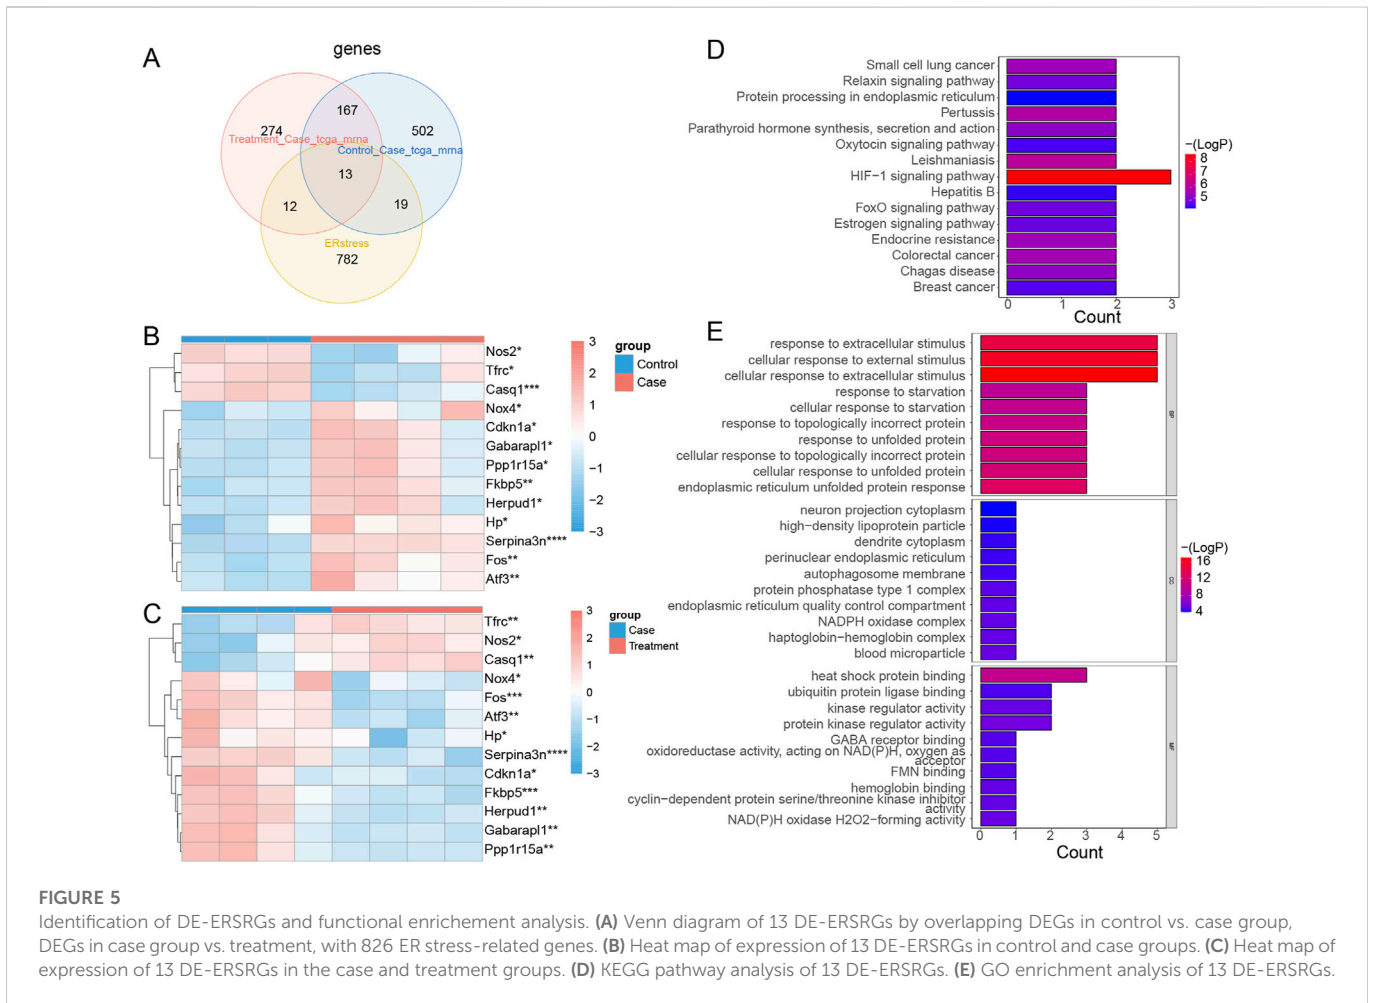 A
genes
274
167
502
Treatment_Case_tcga_mrna
Control_Case_tcga_mrna
13
12
19
ERstress
782
B
Nos2*
Tfrc*
Casq1***
Nox4*
Cdkn1a*
Gabarapl1*
Ppp1r15a*
Fkbp5**
Herpud1*
Hp*
Serpina3n****
Fos**
Atf3**
3
2
1
0
−1
−2
−3
group
Control
Case
C
Tfrc**
Nos2*
Casq1**
Nox4*
Fos***
Atf3**
Hp*
Serpina3n****
Cdkn1a*
Fkbp5***
Herpud1**
Gabarapl1**
Ppp1r15a**
3
2
1
0
−1
−2
−3
group
Case
Treatment
D
Small cell lung cancer
Relaxin signaling pathway
Protein processing in endoplasmic reticulum
Pertussis
Parathyroid hormone synthesis, secretion and action
Oxytocin signaling pathway
Leishmaniasis
HIF−1 signaling pathway
Hepatitis B
FoxO signaling pathway
Estrogen signaling pathway
Endocrine resistance
Colorectal cancer
Chagas disease
Breast cancer
0 1 2 3
Count
−(LogP)
8
7
6
5
E
response to extracellular stimulus
cellular response to external stimulus
cellular response to extracellular stimulus
response to starvation
cellular response to starvation
response to topologically incorrect protein
response to unfolded protein
cellular response to topologically incorrect protein
cellular response to unfolded protein
endoplasmic reticulum unfolded protein response
BP
neuron projection cytoplasm
high−density lipoprotein particle
dendrite cytoplasm
perinuclear endoplasmic reticulum
autophagosome membrane
protein phosphatase type 1 complex
endoplasmic reticulum quality control compartment
NADPH oxidase complex
haptoglobin−hemoglobin complex
blood microparticle
CC
heat shock protein binding
ubiquitin protein ligase binding
kinase regulator activity
protein kinase regulator activity
GABA receptor binding
oxidoreductase activity, acting on NAD(P)H, oxygen as
acceptor
FMN binding
hemoglobin binding
cyclin−dependent protein serine/threonine kinase inhibitor
activity
NAD(P)H oxidase H2O2−forming activity
MF
0 1 2 3 4 5
Count
−(LogP)
16
12
8
4
FIGURE 5
Identification of DE-ERSRGs and functional enrichement analysis. (A) Venn diagram of 13 DE-ERSRGs by overlapping DEGs in control vs. case group,
DEGs in case group vs. treatment, with 826 ER stress-related genes. (B) Heat map of expression of 13 DE-ERSRGs in control and case groups. (C) Heat map of
expression of 13 DE-ERSRGs in the case and treatment groups. (D) KEGG pathway analysis of 13 DE-ERSRGs. (E) GO enrichment analysis of 13 DE-ERSRGs.